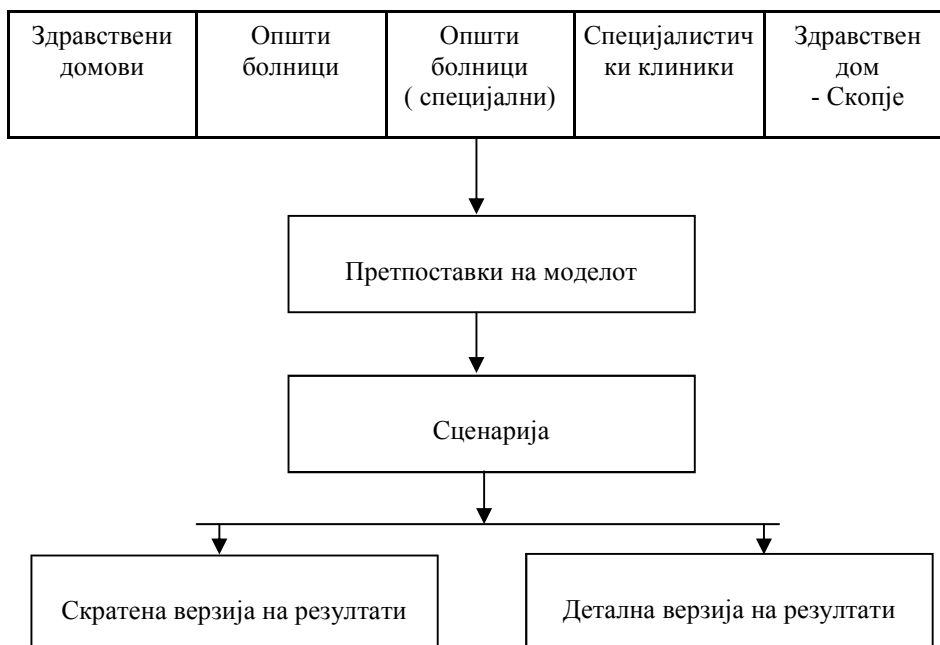 Здравствени
домови
Општи
болници
Општи
болници
( специјални)
Специјалистич
ки клиники
Здравствен
дом
- Скопје
Претпоставки на моделот
Сценарија
Скратена верзија на резултати
Детална верзија на резултати